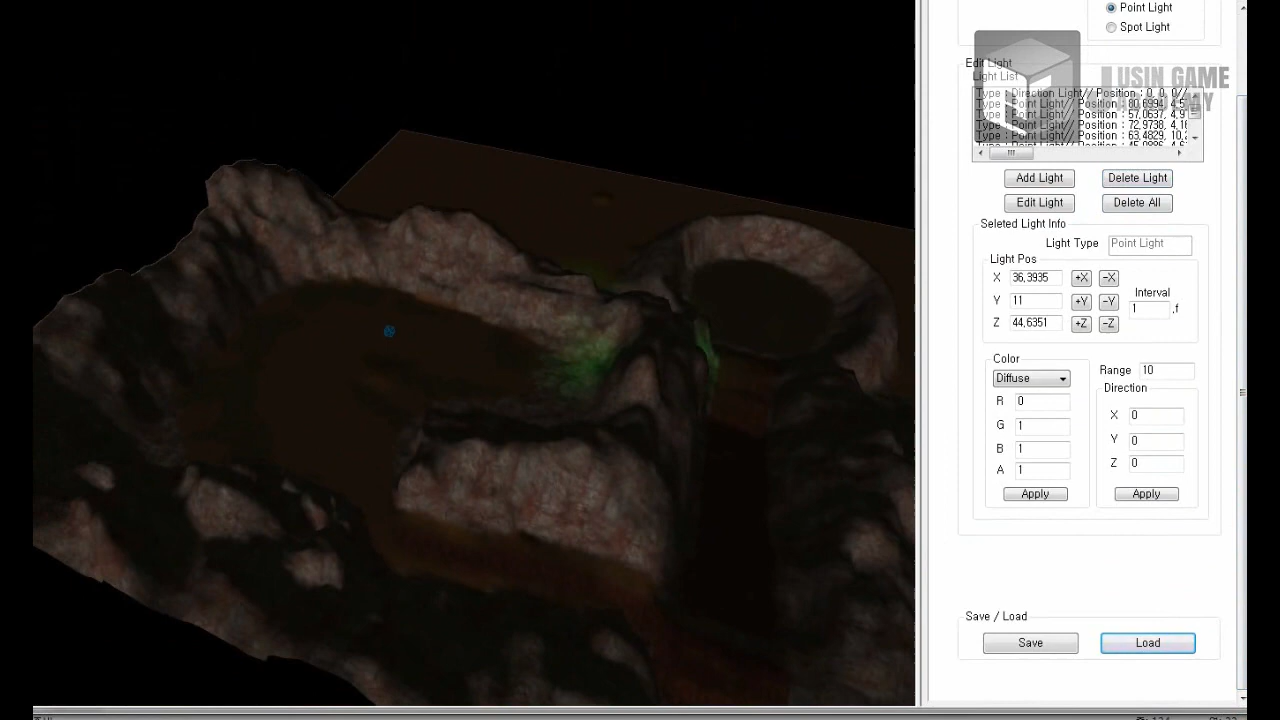 Point Light
Spot Light
Edit Light
Light List
USIN GAME
Type : Direction Light// Position : 0, 0, 0//
Type : Point Light// Position : 80,6994, 4,5
Type : Point Light// Position : 57,0637, 4,9
MY
Type : Point Light// Position : 72,9738, 4,16
Type : Point Light// Position : 63,4829, 10,
Add Light
Delete Light
Edit Light
Delete All
Seleted Light Info
Light Type
Point Light
Light Pos
X 36,3935 +X -X
Interval
Y 11 +Y -Y
1 ,f
Z 44,6351 +Z -Z
Color
Diffuse
Range 10
Direction
R 0
X 0
G 1
Y 0
B 1
Z 0
A 1
Apply
Apply
Save / Load
Save
Load